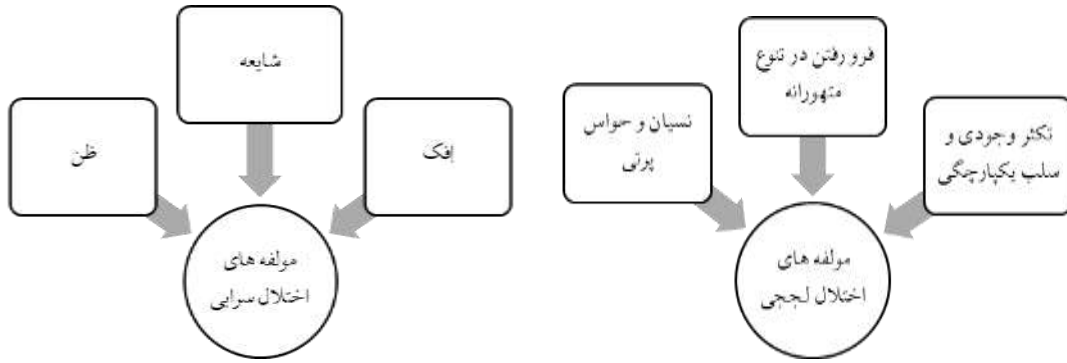 فرو رفتن در تنوع
متهورانه
نسیان و حواس
پرتی
تکثر وجودی و
سلب یکپارچگی
مولفه های
اختلال لججی
شایعه
ظن
إفک
مولفه های
اختلال سرابی